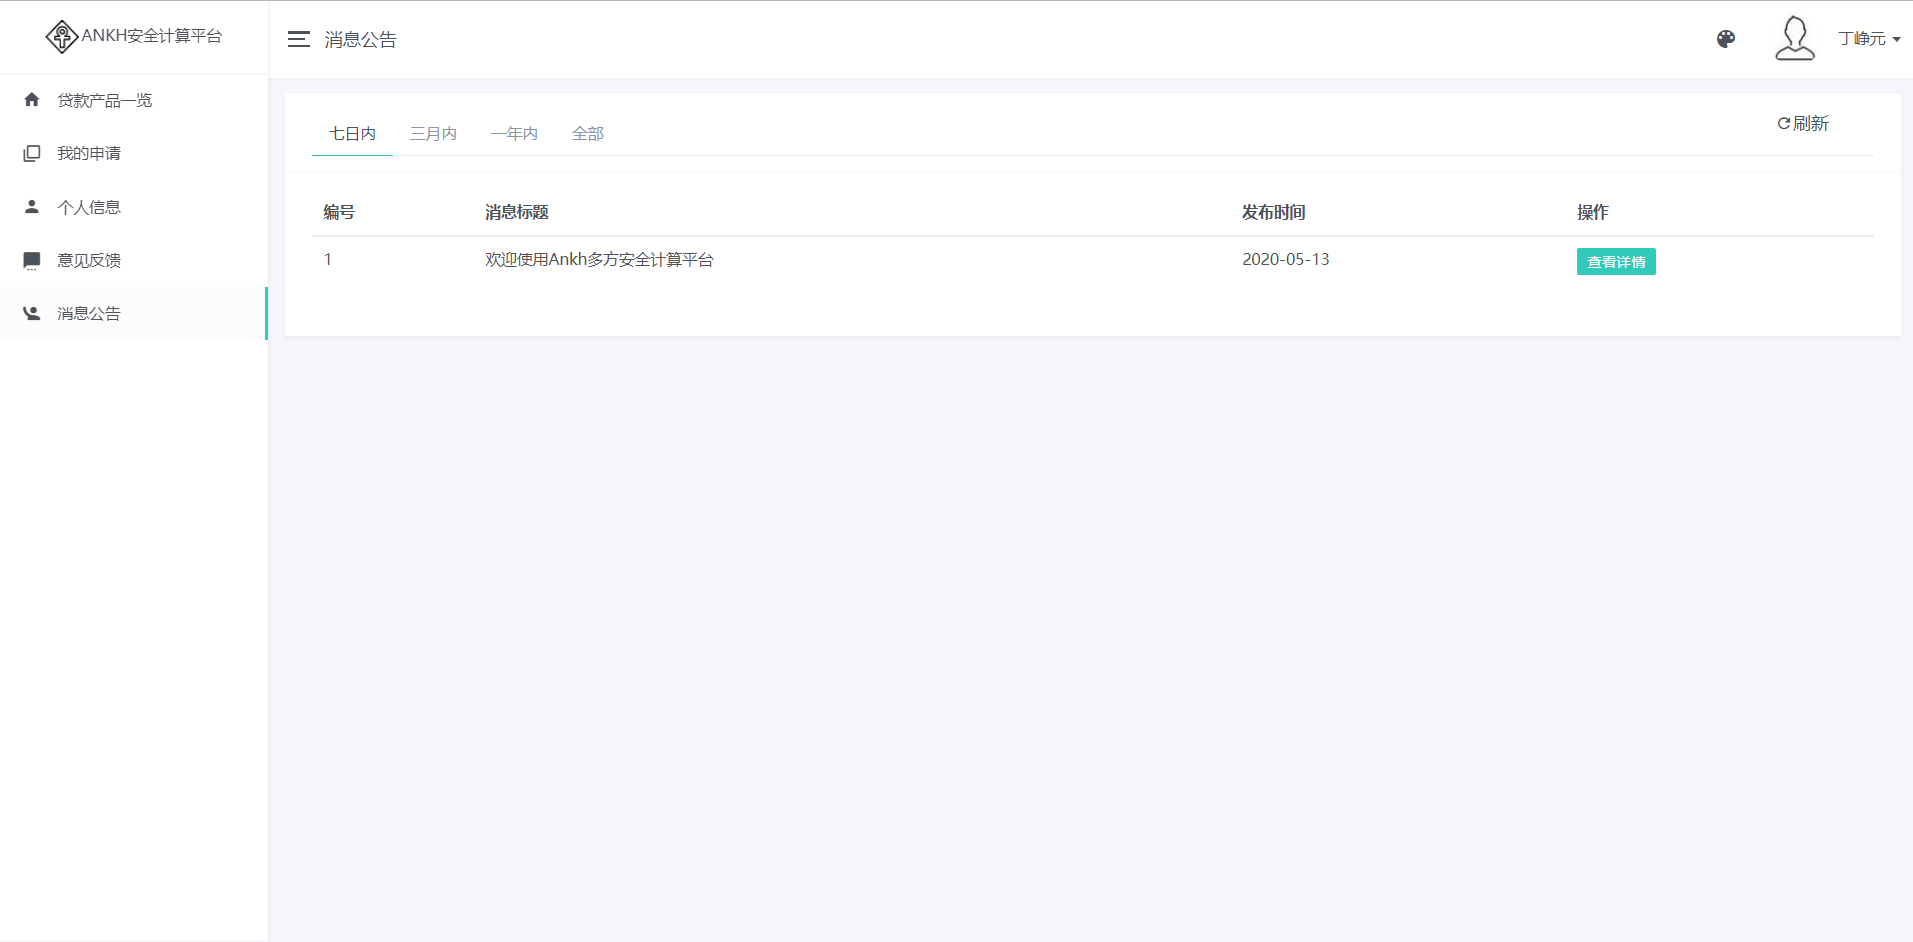 ANKH安全计算平台
消息公告
丁峥元
贷款产品一览
我的申请
个人信息
意见反馈
消息公告
七日内 三月内 一年内 全部
刷新
编号 消息标题 发布时间 操作
1 欢迎使用Ankh多方安全计算平台 2020-05-13 查看详情